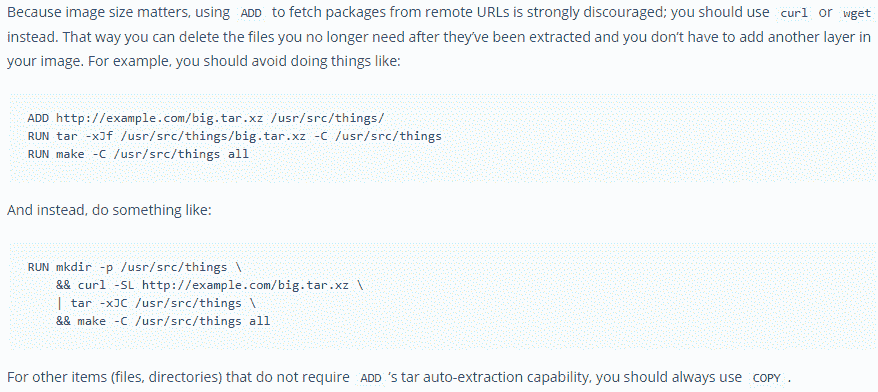 Because image size matters, using ADD to fetch packages from remote URLs is strongly discouraged; you should use curl or wget
instead. That way you can delete the files you no longer need after they’ve been extracted and you don’t have to add another layer in
your image. For example, you should avoid doing things like:
ADD http://example.com/big.tar.xz /usr/src/things/
RUN tar -xJf /usr/src/things/big.tar.xz -C /usr/src/things
RUN make -C /usr/src/things all
And instead, do something like:
RUN mkdir -p /usr/src/things \
    && curl -SL http://example.com/big.tar.xz \
    | tar -xJC /usr/src/things \
    && make -C /usr/src/things all
For other items (files, directories) that do not require ADD ’s tar auto-extraction capability, you should always use COPY .